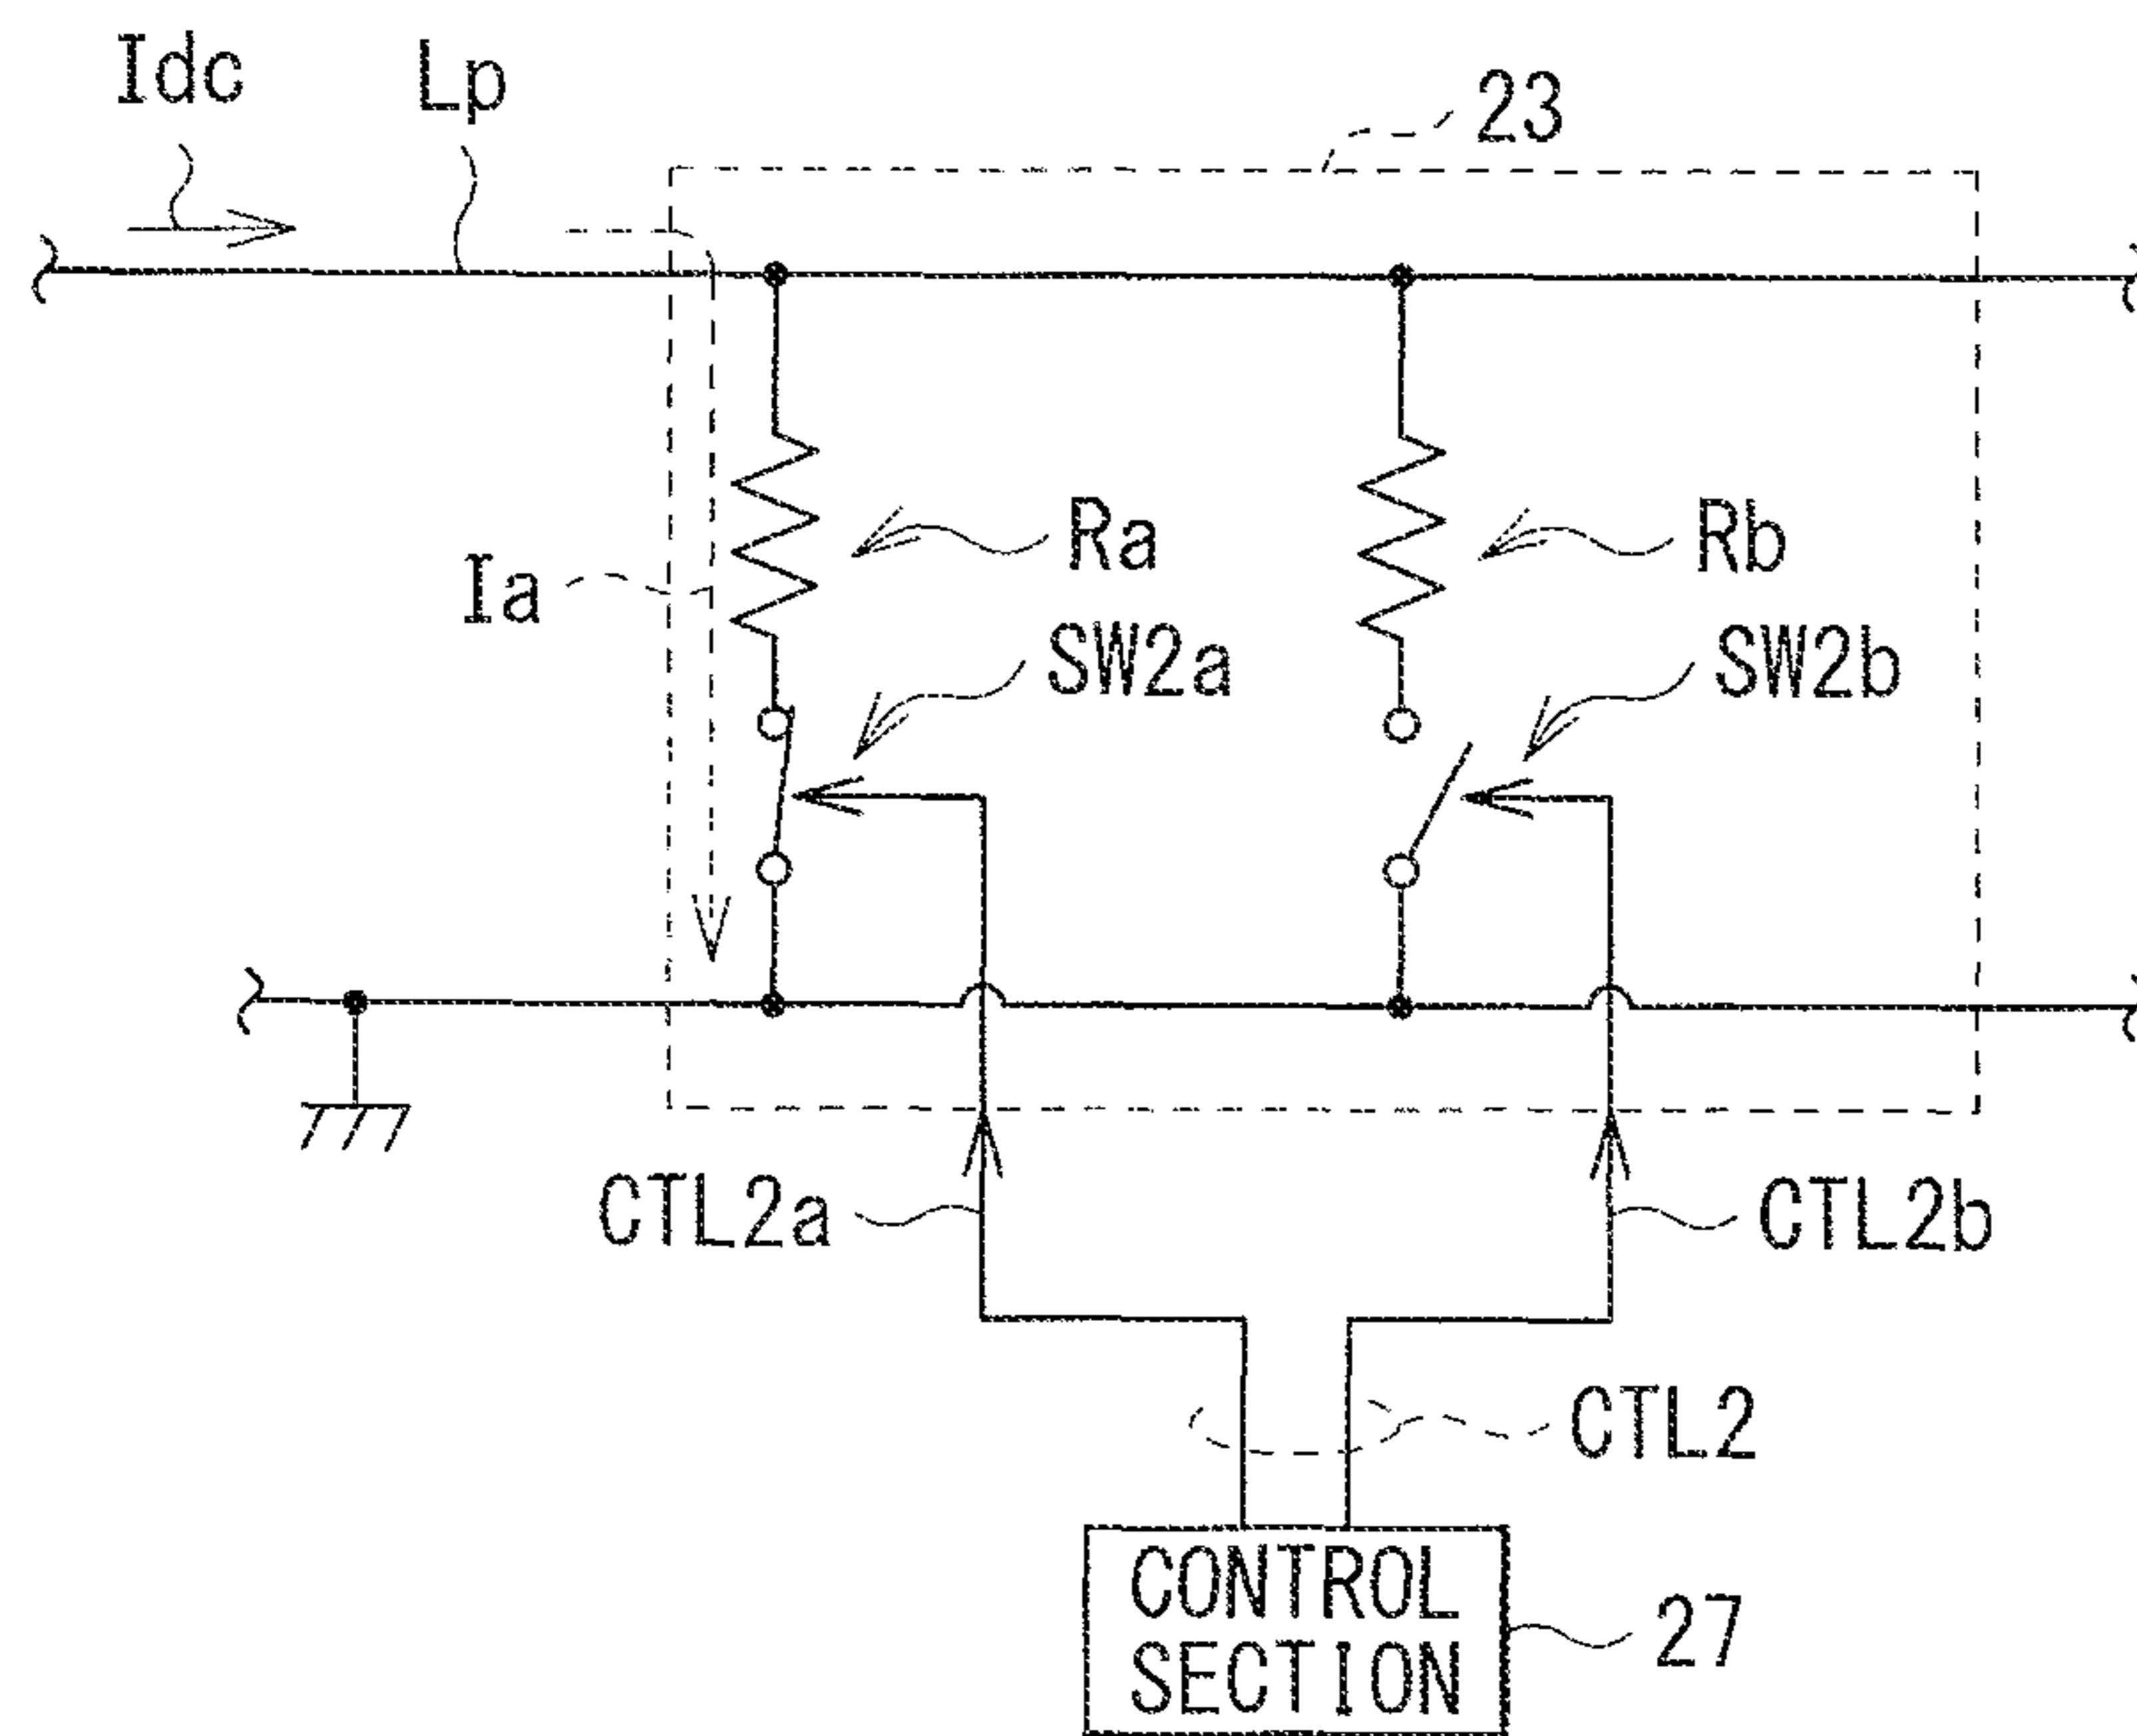 Idc
Lp
23
Ra
Rb
Ia
SW2a
SW2b
CTL2a
CTL2b
CTL2
CONTROL
SECTION
27